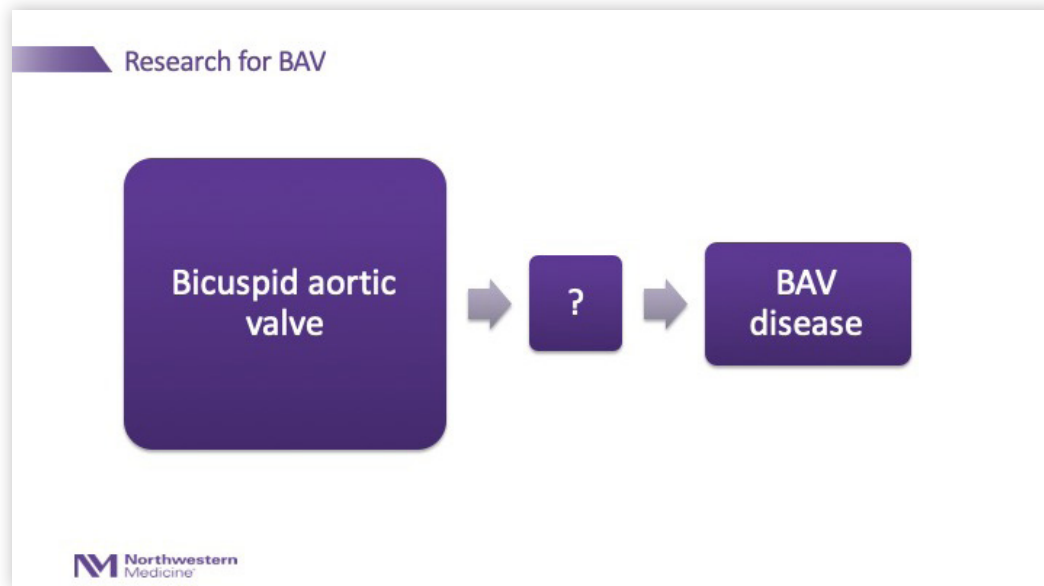 Research for BAV
Bicuspid aortic
valve
?
BAV
disease
Northwestern
Medicine